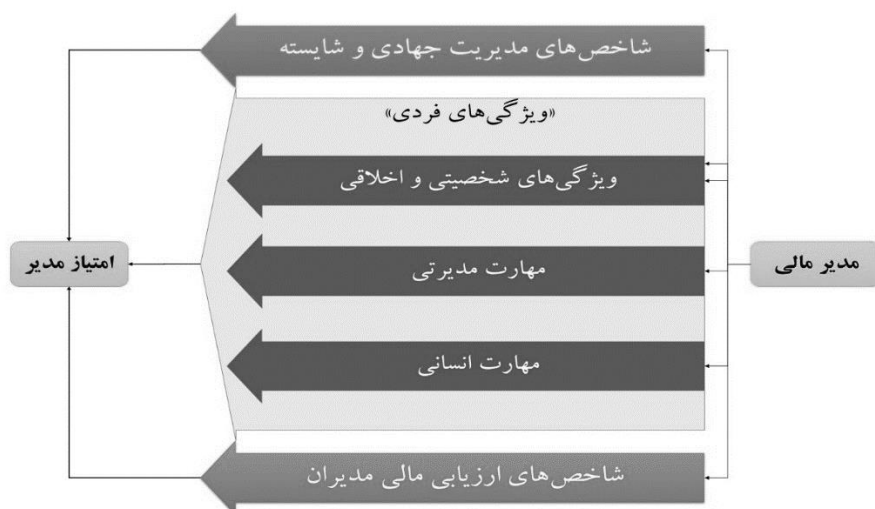 شاخص‌های مدیریت جهادی و شایسته
«ویژگی‌های فردی»
ویژگی‌های شخصیتی و اخلاقی
مدیر مالی
مهارت مدیرتی
امتیاز مدیر
مهارت انسانی
شاخص‌های ارزیابی مالی مدیران